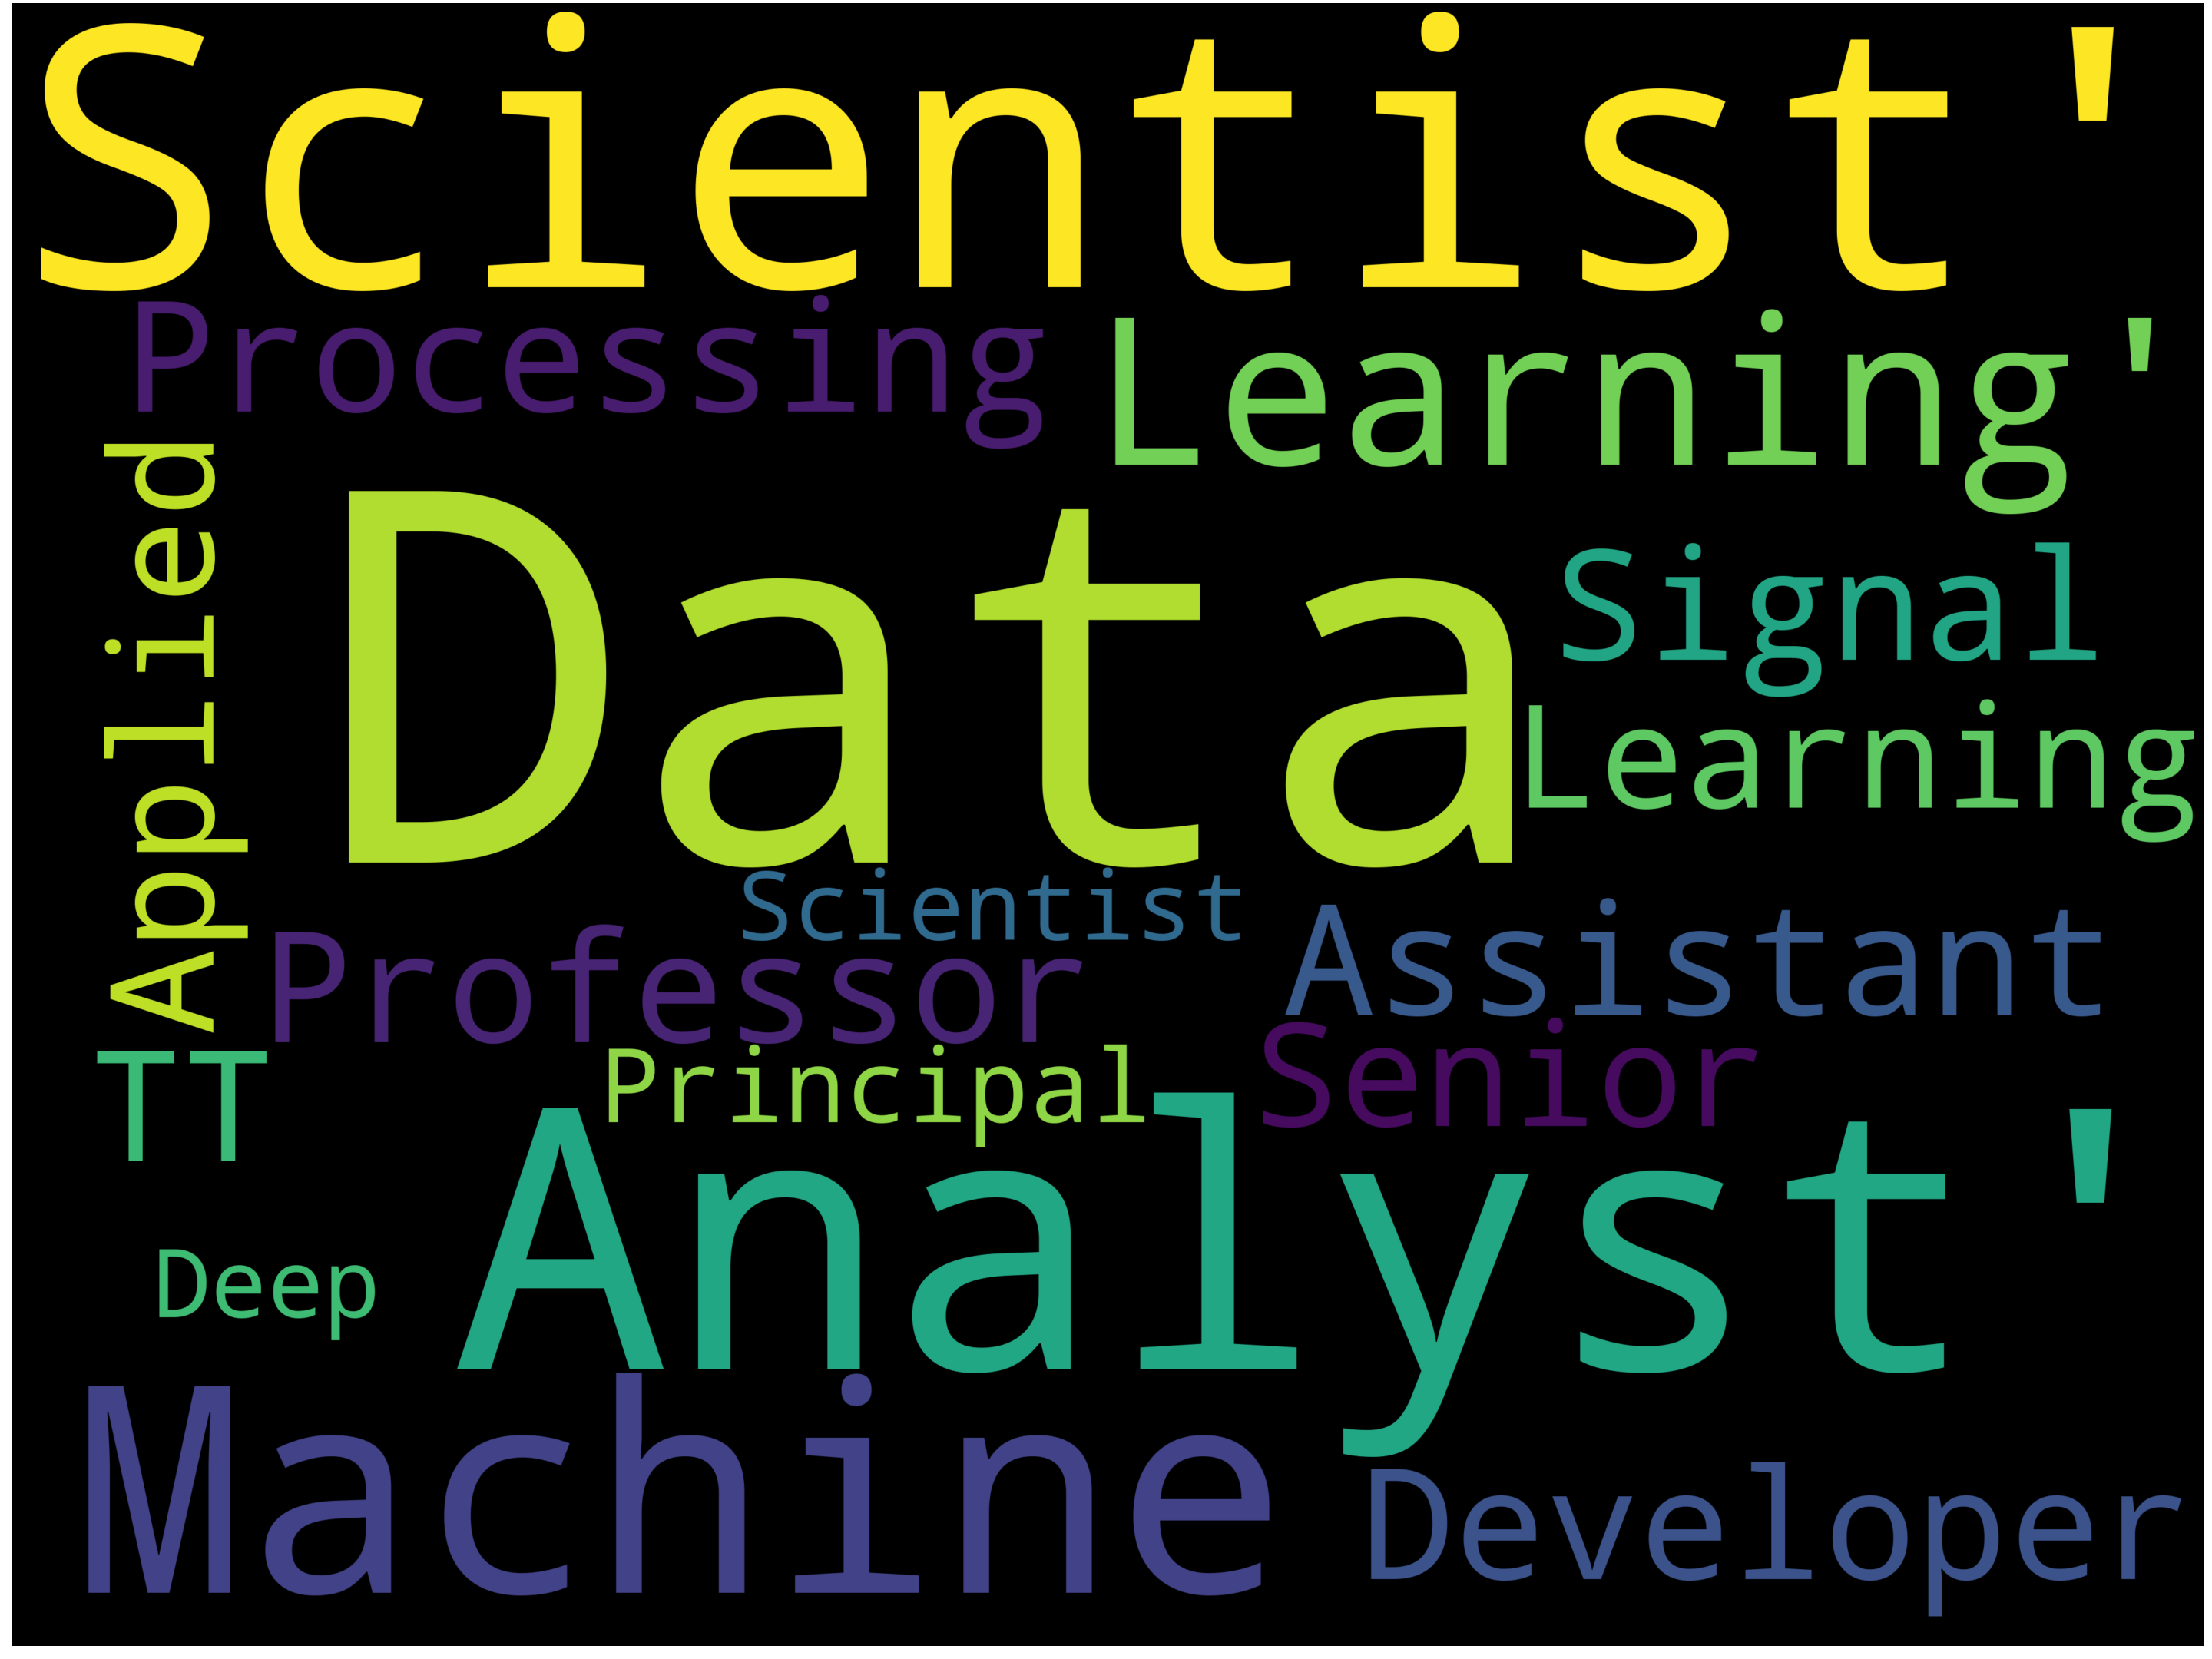 Scientist'
Processing
Learning'
Applied
Data
Signal
Learning
Scientist
Professor
Assistant
TT
Principal
Senior
Analyst'
Deep
Machine
Developer